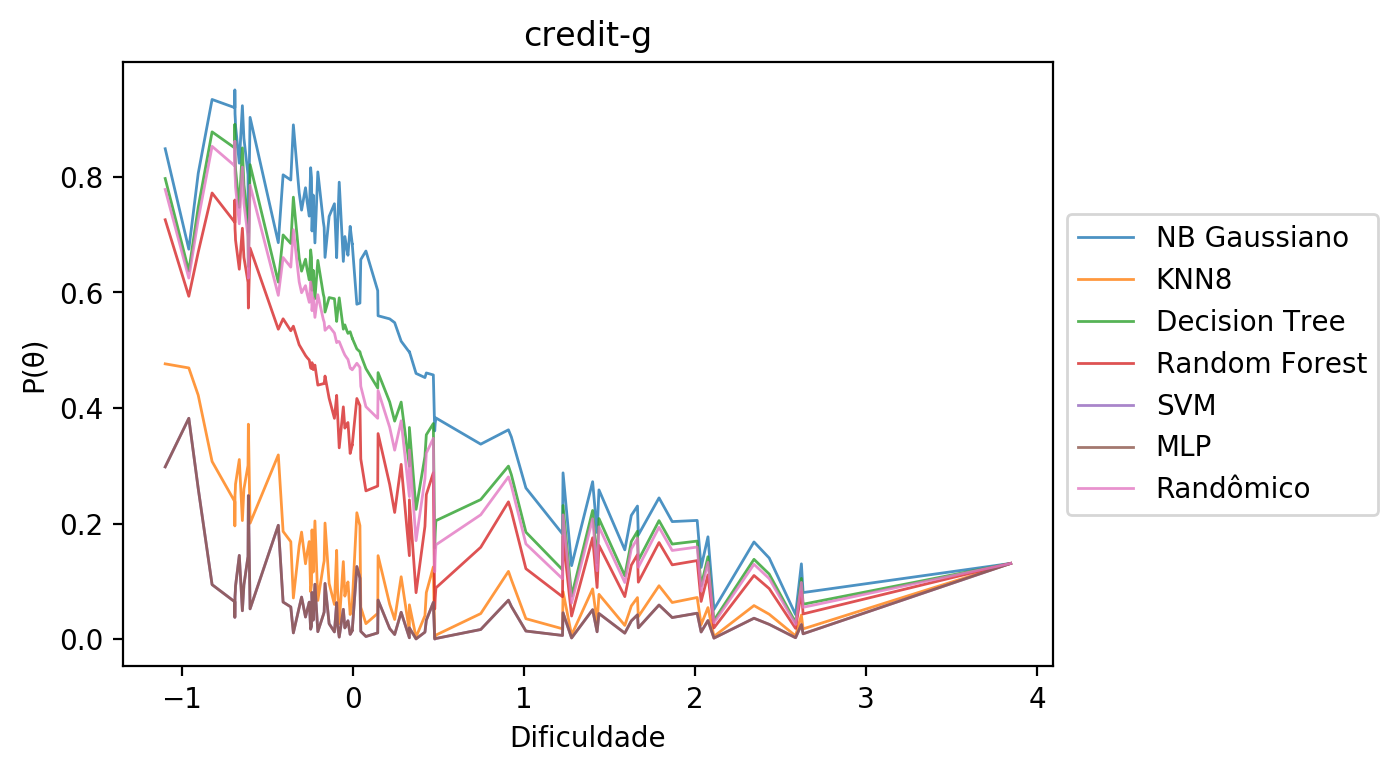 credit-g
P(θ)
0.8
0.6
0.4
0.2
0.0
−1
0
1
2
3
4
Dificuldade
NB Gaussiano
KNN8
Decision Tree
Random Forest
SVM
MLP
Randômico